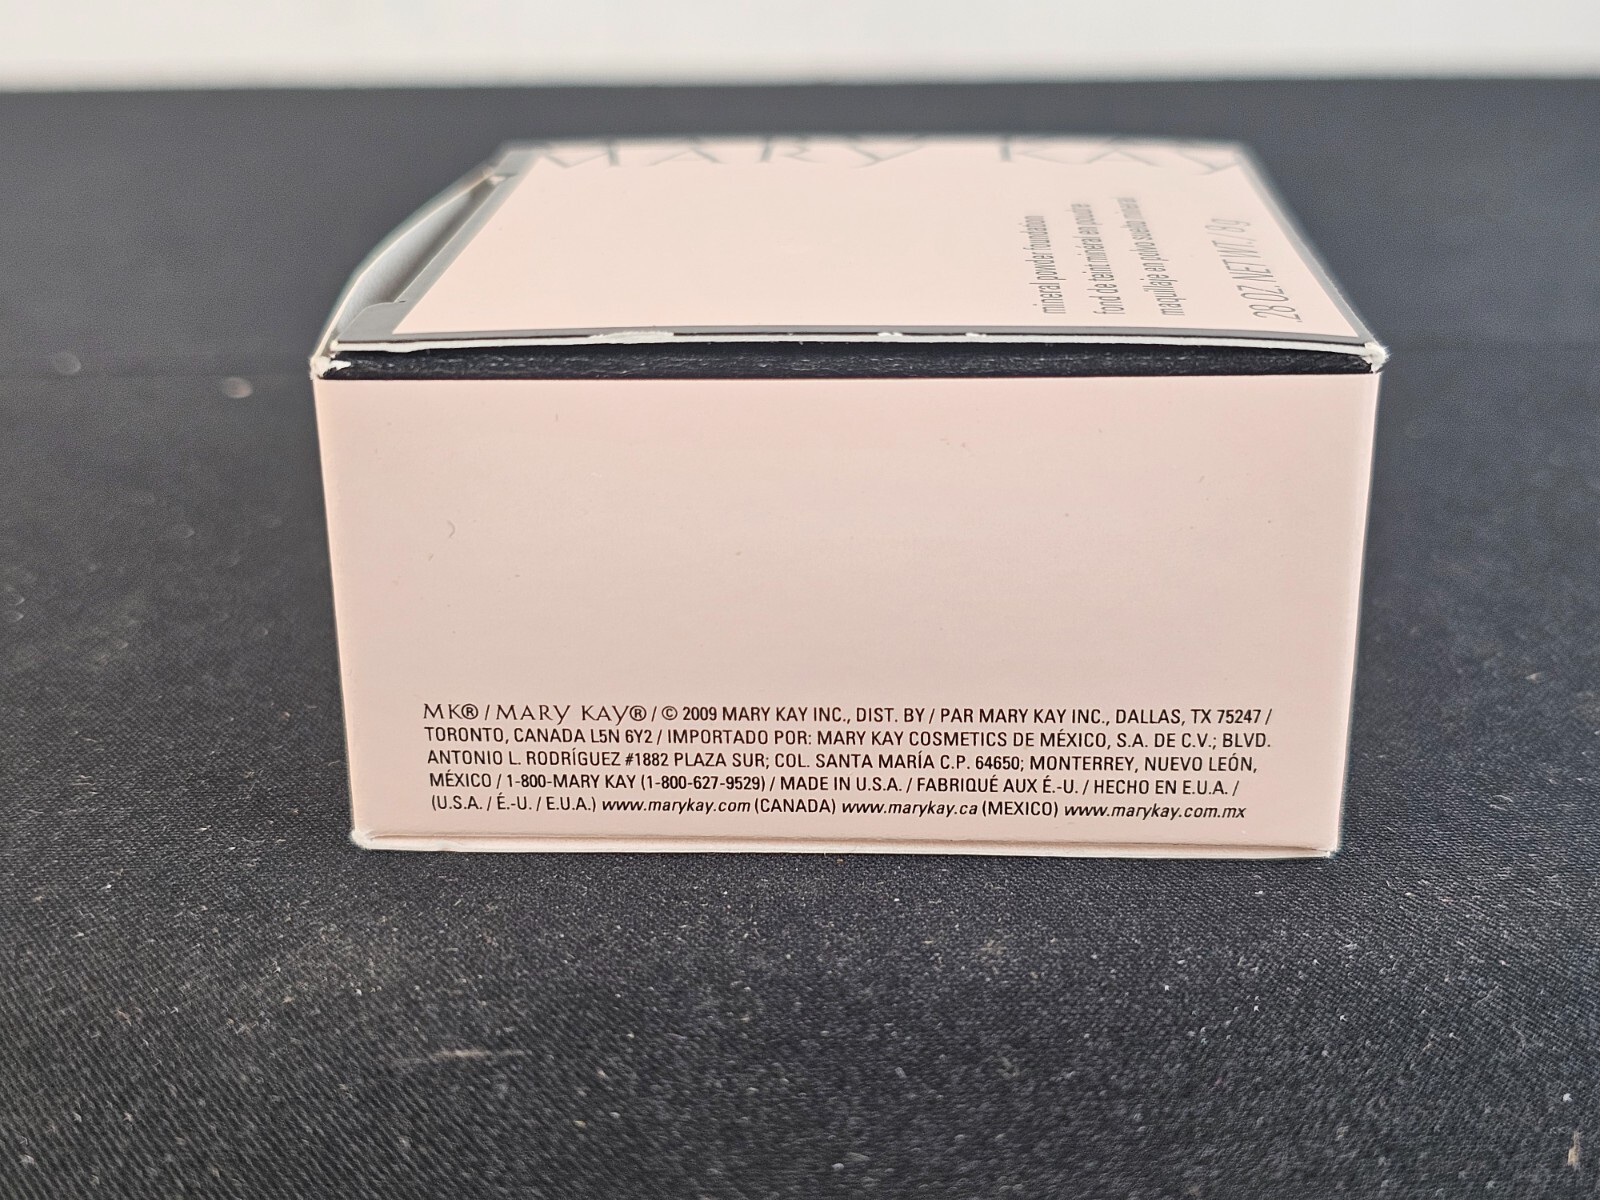 MARY KAY
mineral powder foundation
fond de teint minéral en poudre
maquillaje en polvo suelto mineral
.28 OZ. NET WT. / 8 g
MK® / MARY KAY® / © 2009 MARY KAY INC., DIST. BY / PAR MARY KAY INC., DALLAS, TX 75247 /
TORONTO, CANADA L5N 6Y2 / IMPORTADO POR: MARY KAY COSMETICS DE MÉXICO, S.A. DE C.V.; BLVD.
ANTONIO L. RODRÍGUEZ #1882 PLAZA SUR; COL. SANTA MARÍA C.P. 64650; MONTERREY, NUEVO LEÓN,
MÉXICO / 1-800-MARY KAY (1-800-627-9529) / MADE IN U.S.A. / FABRIQUÉ AUX É.-U. / HECHO EN E.U.A. /
(U.S.A. / É.-U. / E.U.A.) www.marykay.com (CANADA) www.marykay.ca (MEXICO) www.marykay.com.mx